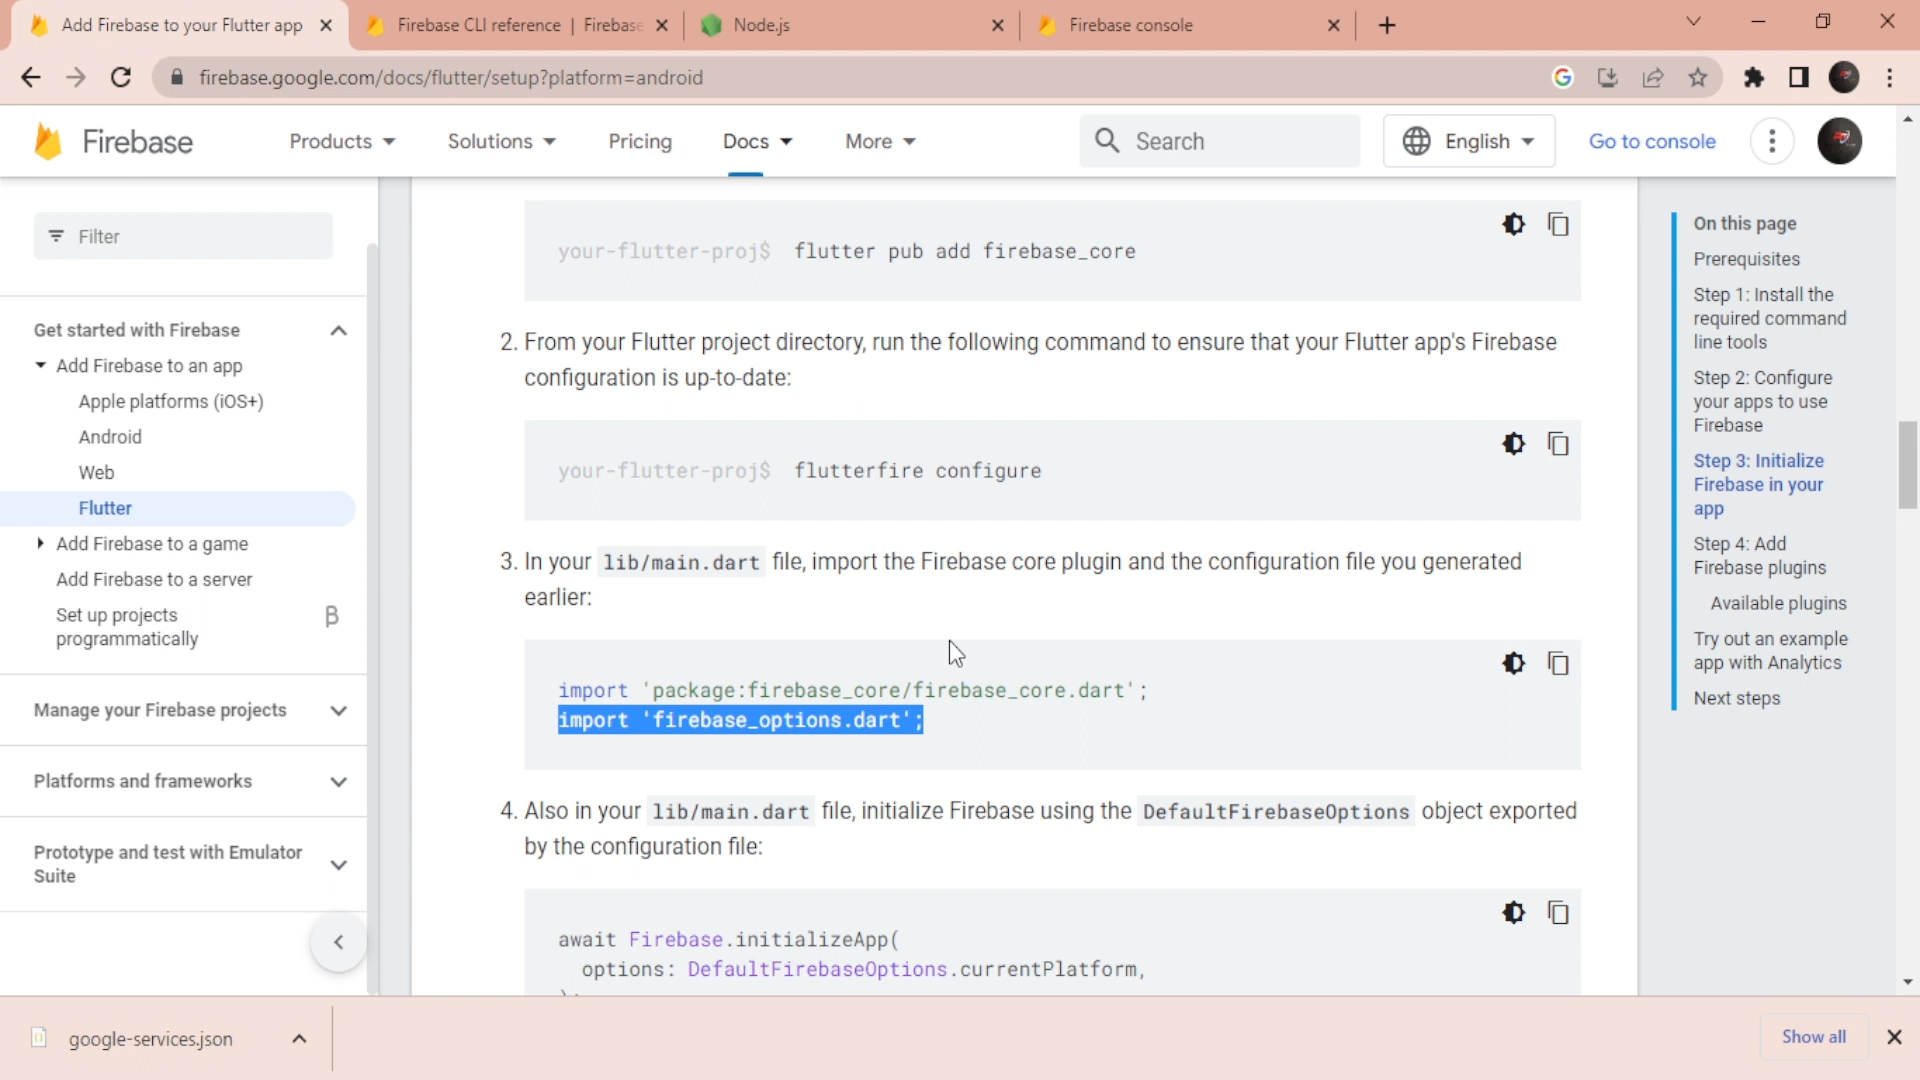 Add Firebase to your Flutter app
Firebase CLI reference | Firebase
Node.js
Firebase console
firebase.google.com/docs/flutter/setup?platform=android
Firebase
Products
Solutions
Pricing
Docs
More
Search
English
Go to console
Filter
Get started with Firebase
Add Firebase to an app
Apple platforms (iOS+)
Android
Web
Flutter
Add Firebase to a game
Add Firebase to a server
Set up projects
programmatically
β
Manage your Firebase projects
Platforms and frameworks
Prototype and test with Emulator
Suite
your-flutter-proj$ flutter pub add firebase_core
2. From your Flutter project directory, run the following command to ensure that your Flutter app's Firebase
configuration is up-to-date:
your-flutter-proj$ flutterfire configure
3. In your lib/main.dart file, import the Firebase core plugin and the configuration file you generated
earlier:
import 'package:firebase_core/firebase_core.dart';
import 'firebase_options.dart';
4. Also in your lib/main.dart file, initialize Firebase using the DefaultFirebaseOptions object exported
by the configuration file:
await Firebase.initializeApp(
options: DefaultFirebaseOptions.currentPlatform,
);
On this page
Prerequisites
Step 1: Install the
required command
line tools
Step 2: Configure
your apps to use
Firebase
Step 3: Initialize
Firebase in your
app
Step 4: Add
Firebase plugins
Available plugins
Try out an example
app with Analytics
Next steps
google-services.json
Show all